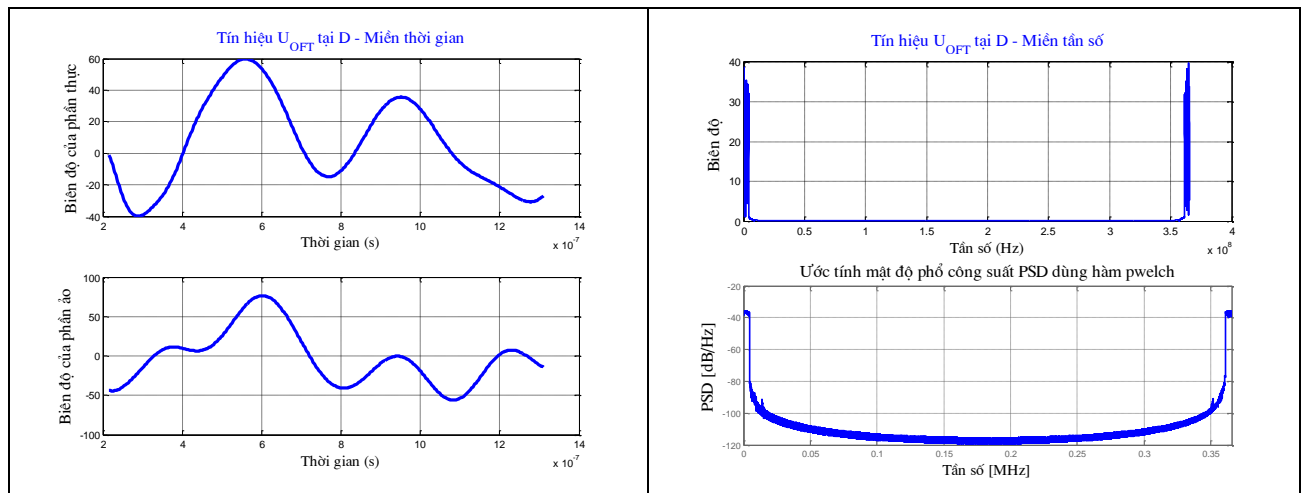 Tín hiệu U_OFT tại D - Miền thời gian
Biên độ của phần thực
60
40
20
0
-20
-40
2 4 6 8 10 12 14
Thời gian (s)
x 10^-7
Biên độ của phần ảo
100
50
0
-50
-100
2 4 6 8 10 12 14
Thời gian (s)
x 10^-7
Tín hiệu U_OFT tại D - Miền tần số
Biên độ
40
30
20
10
0
0 0.5 1 1.5 2 2.5 3 3.5 4
Tần số (Hz)
x 10^8
Ước tính mật độ phổ công suất PSD dùng hàm pwelch
PSD [dB/Hz]
-20
-40
-60
-80
-100
-120
0 0.05 0.1 0.15 0.2 0.25 0.3 0.35
Tần số [MHz]